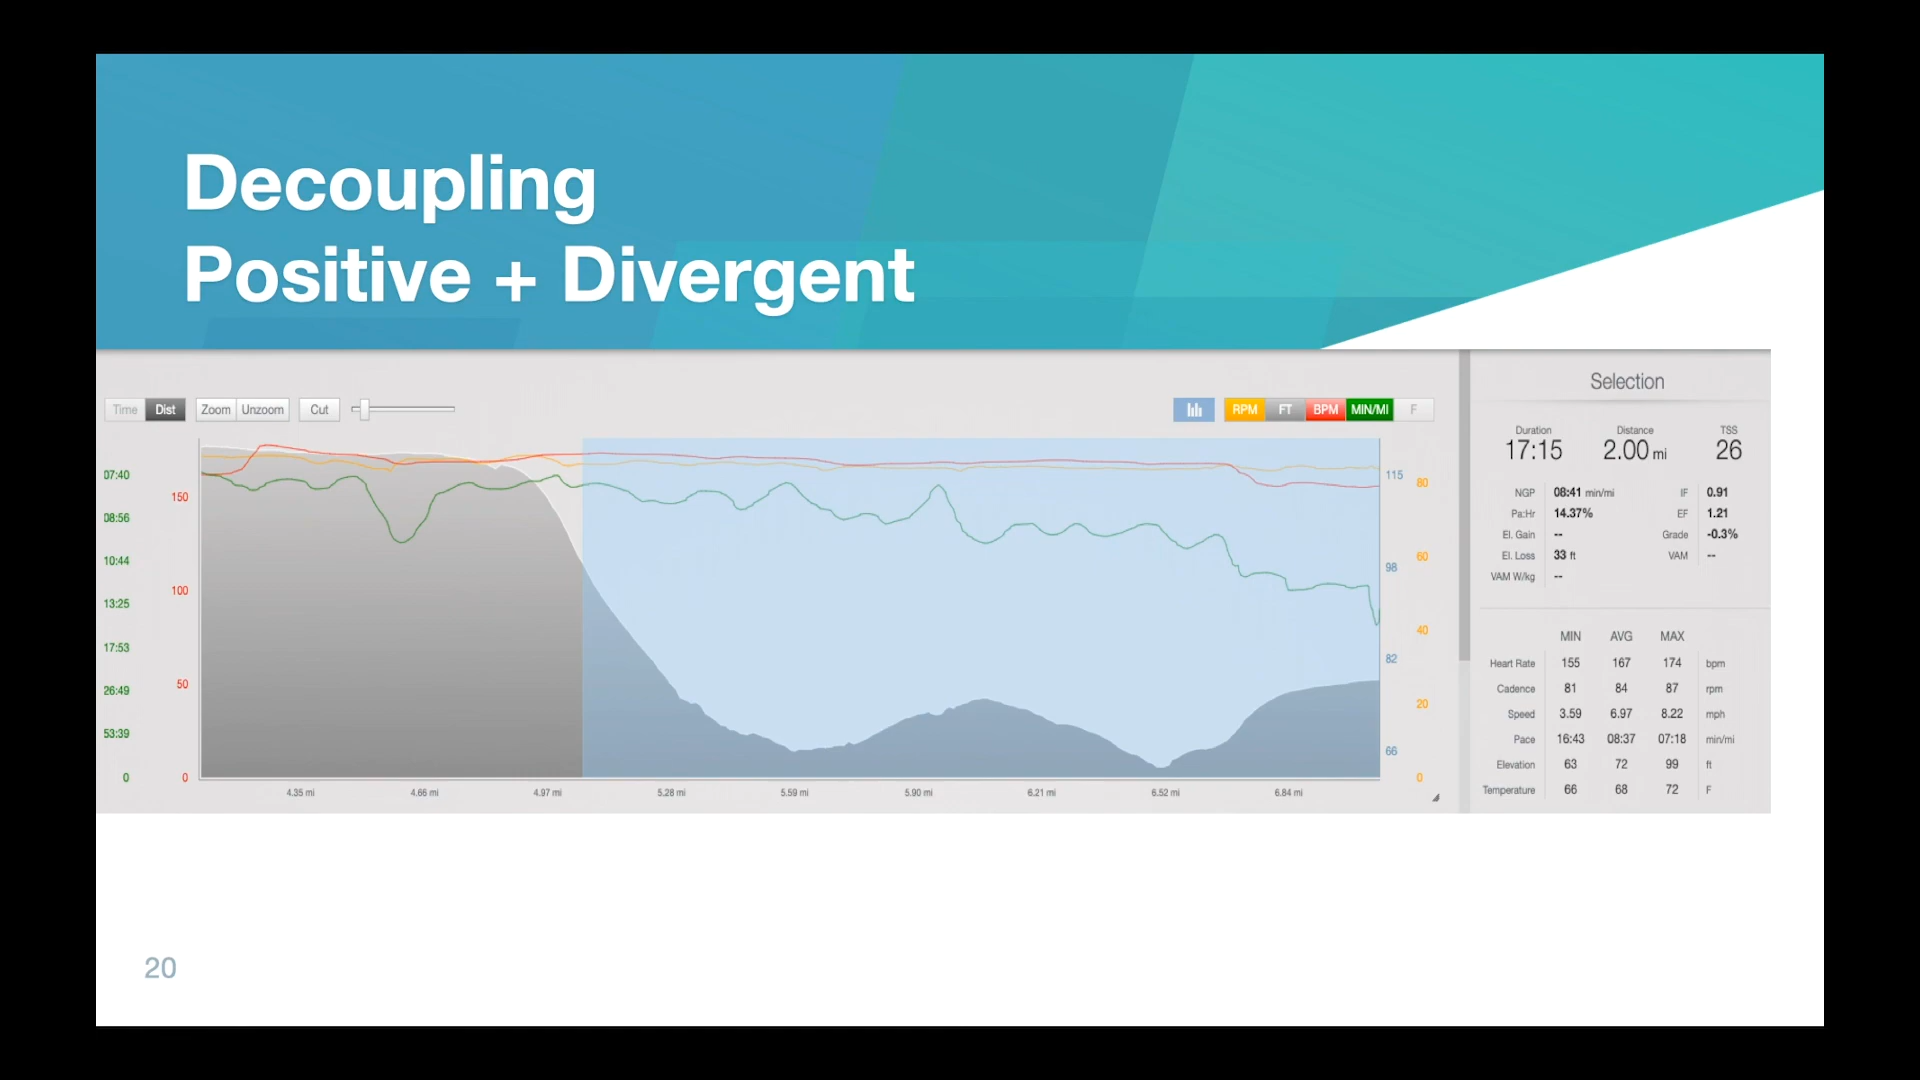 Decoupling
Positive + Divergent
Time Dist Zoom Unzoom Cut RPM FT BPM MIN/MI F
07:40
08:56
10:44
13:25
17:53
26:49
53:39
0
150
100
50
0
115
98
82
66
80
60
40
20
0
4.35 mi 4.66 mi 4.97 mi 5.28 mi 5.59 mi 5.90 mi 6.21 mi 6.52 mi 6.84 mi
Selection
Duration Distance TSS
17:15 2.00 mi 26
NGP 08:41 min/mi IF 0.91
Pa:Hr 14.37% EF 1.21
El. Gain -- Grade -0.3%
El. Loss 33 ft VAM --
VAM W/kg --
MIN AVG MAX
Heart Rate 155 167 174 bpm
Cadence 81 84 87 rpm
Speed 3.59 6.97 8.22 mph
Pace 16:43 08:37 07:18 min/mi
Elevation 63 72 99 ft
Temperature 66 68 72 F
20